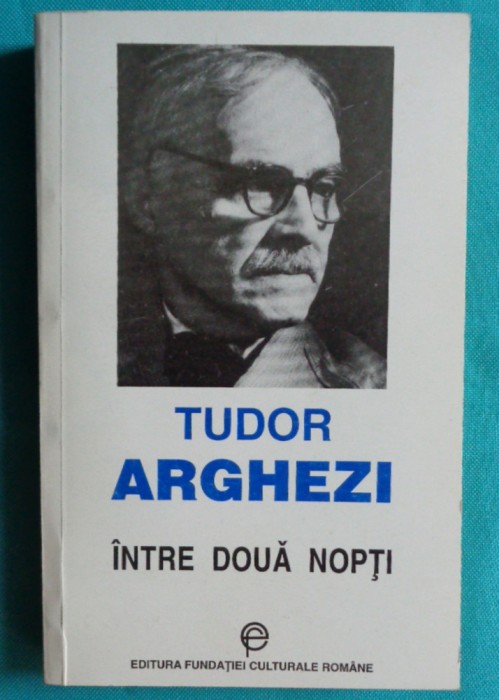 TUDOR
ARGHEZI
ÎNTRE DOUĂ NOPŢI
EDITURA FUNDAŢIEI CULTURALE ROMÂNE